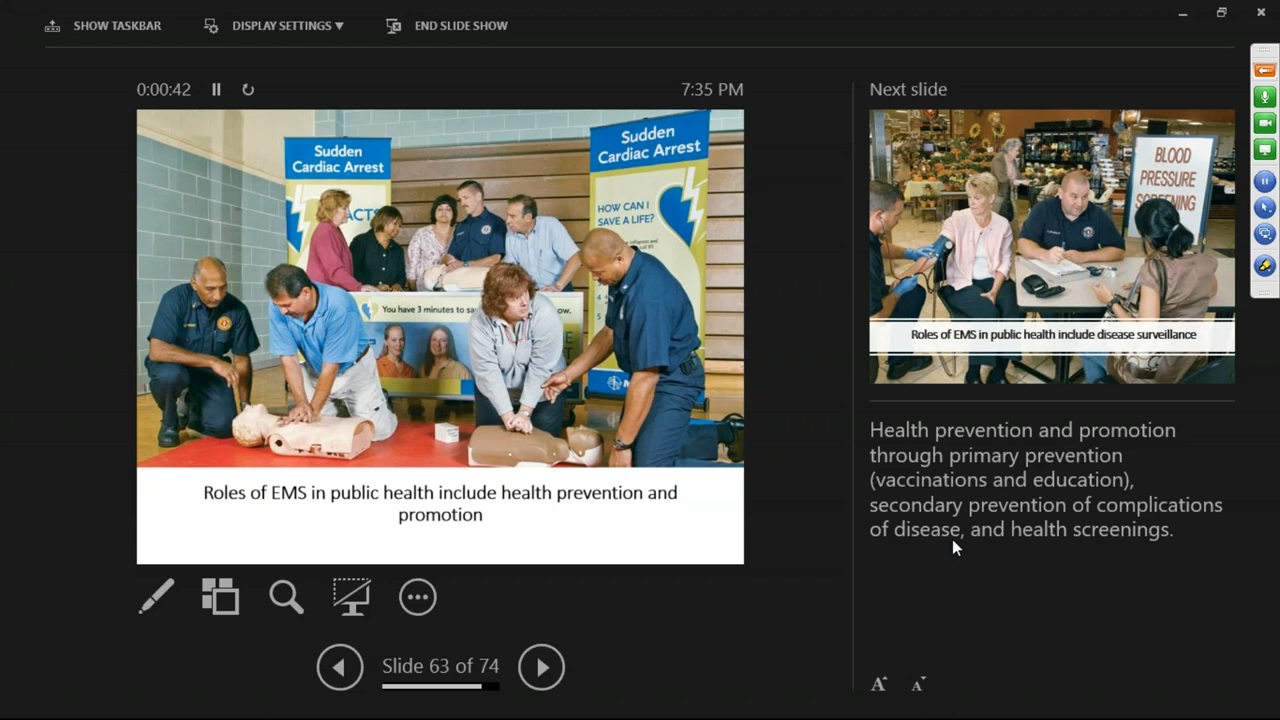 SHOW TASKBAR
DISPLAY SETTINGS ▼
END SLIDE SHOW
0:00:42
7:35 PM
Sudden
Cardiac Arrest
Sudden
Cardiac Arrest
HOW CAN I
SAVE A LIFE?
You have 3 minutes to
Roles of EMS in public health include health prevention and
promotion
Slide 63 of 74
Next slide
BLOOD
PRESSURE
SCREENING
Roles of EMS in public health include disease surveillance
Health prevention and promotion
through primary prevention
(vaccinations and education),
secondary prevention of complications
of disease, and health screenings.
A
A